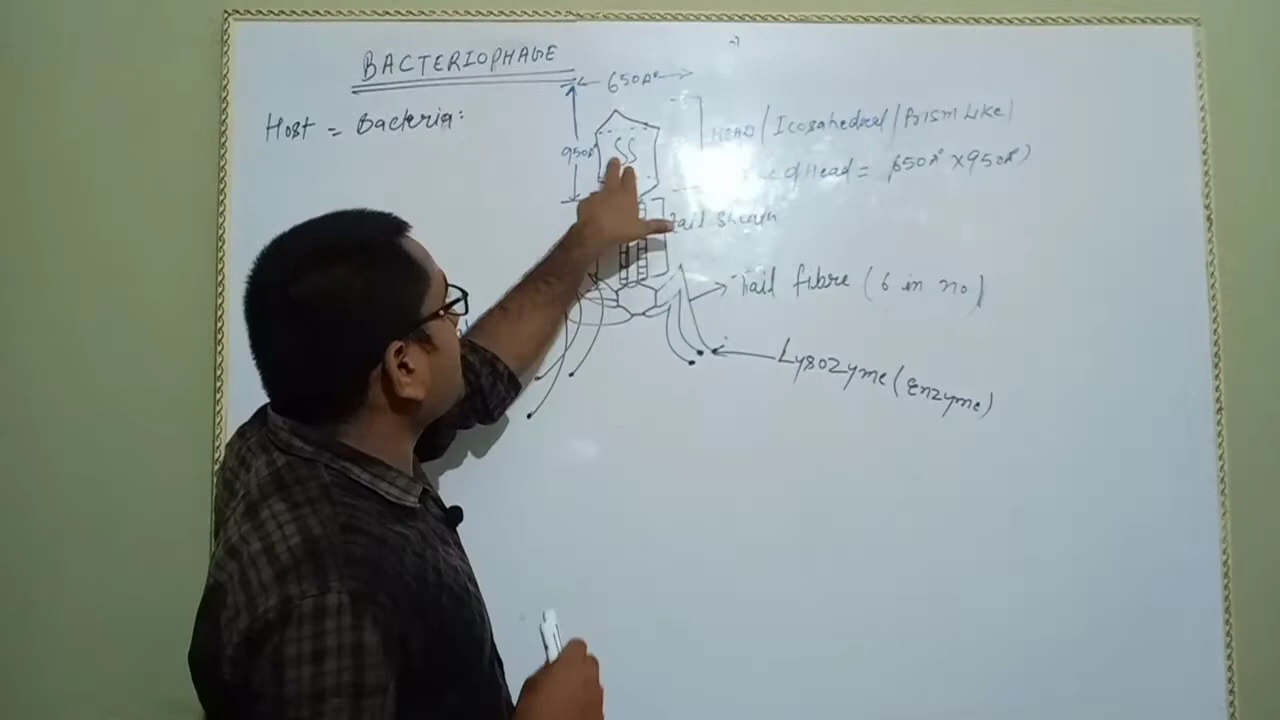 BACTERIOPHAGE
650A°
Host = Bacteria:
950A°
HEAD / Icosahedral / Prism Like
of Head = 650A° × 950A°
Tail Sheath
Tail fibre (6 in no)
Lysozyme (Enzyme)